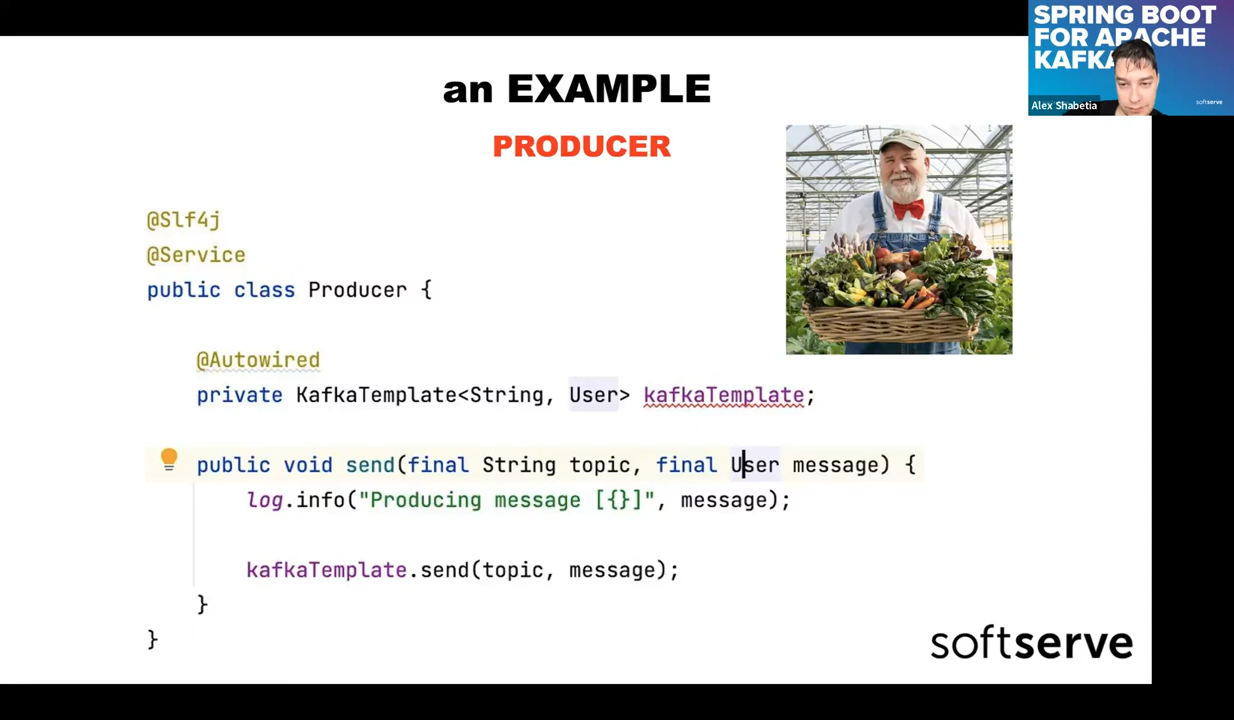 an EXAMPLE
PRODUCER
@Slf4j
@Service
public class Producer {
@Autowired
private KafkaTemplate<String, User> kafkaTemplate;
public void send(final String topic, final User message) {
log.info("Producing message [{}]", message);
kafkaTemplate.send(topic, message);
}
}
softserve
SPRING BOOT
FOR APACHE
KAFKA
Alex Shabetia
softserve